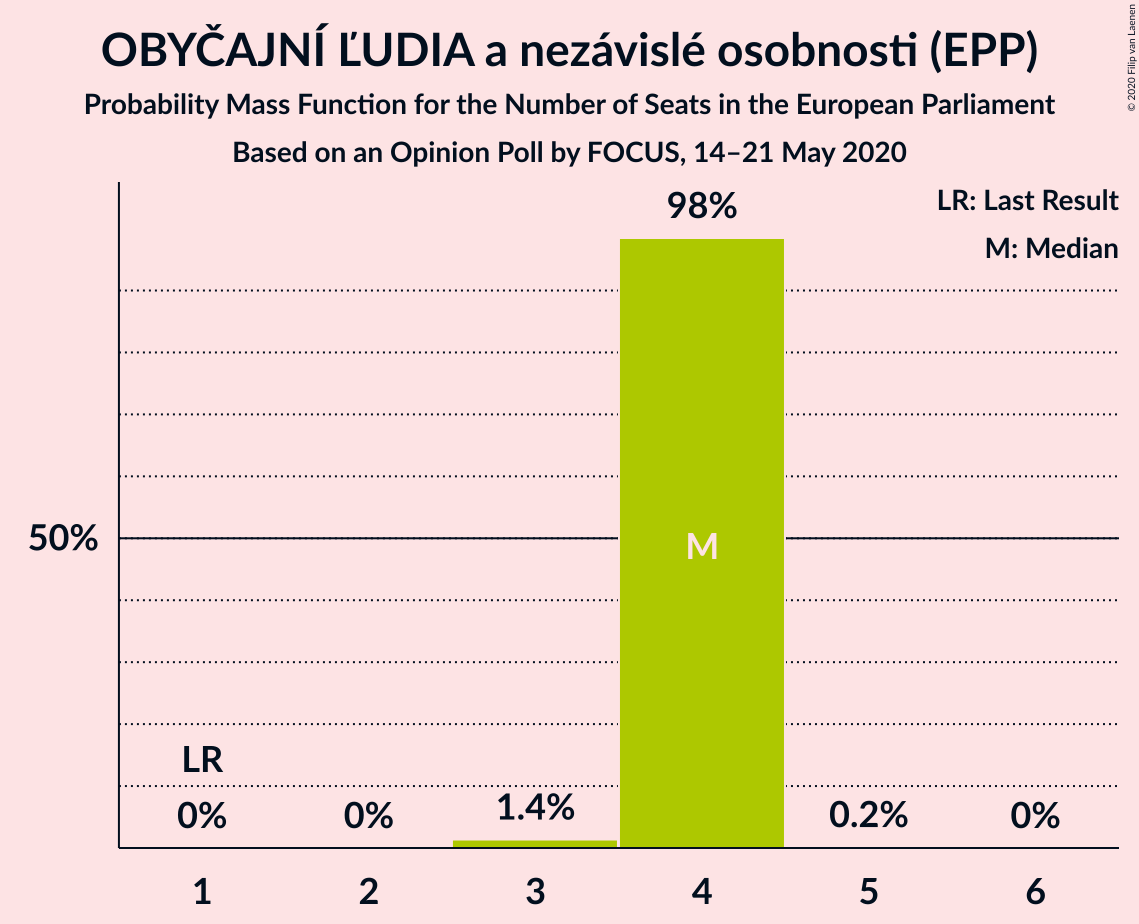 OBYČAJNÍ ĽUDIA a nezávislé osobnosti (EPP)
Probability Mass Function for the Number of Seats in the European Parliament
Based on an Opinion Poll by FOCUS, 14–21 May 2020
© 2020 Filip van Laenen
LR: Last Result
M: Median
98%
50%
M
LR
0%
0%
1.4%
0.2%
0%
1
2
3
4
5
6